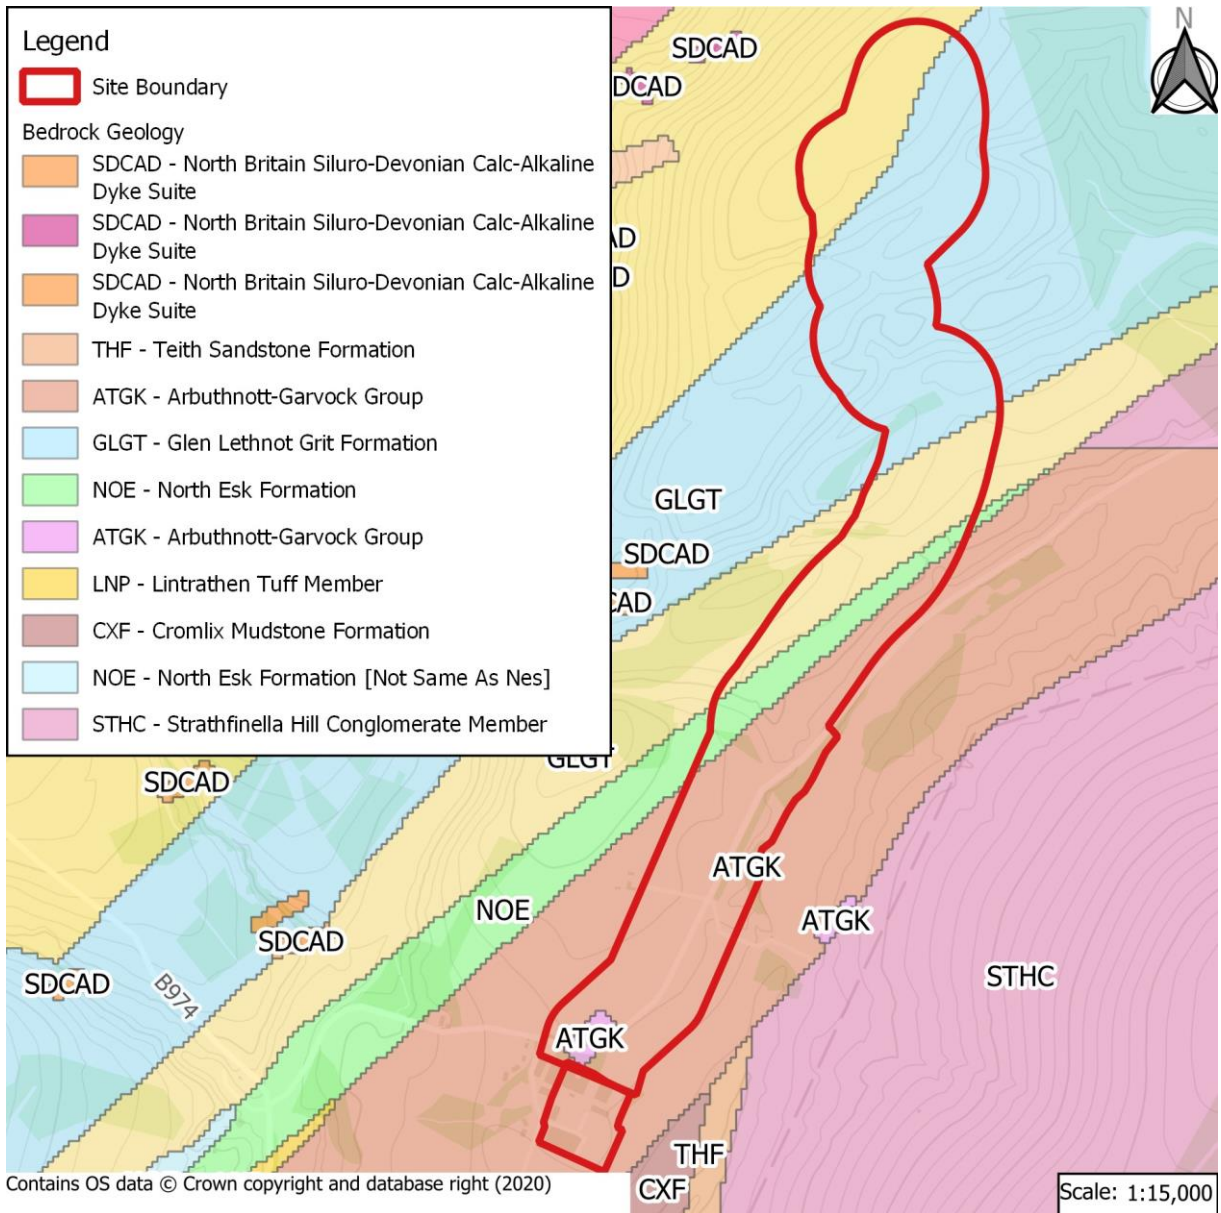 Legend
Site Boundary
Bedrock Geology
SDCAD - North Britain Siluro-Devonian Calc-Alkaline
Dyke Suite
SDCAD - North Britain Siluro-Devonian Calc-Alkaline
Dyke Suite
SDCAD - North Britain Siluro-Devonian Calc-Alkaline
Dyke Suite
THF - Teith Sandstone Formation
ATGK - Arbuthnott-Garvock Group
GLGT - Glen Lethnot Grit Formation
NOE - North Esk Formation
ATGK - Arbuthnott-Garvock Group
LNP - Lintrathen Tuff Member
CXF - Cromlix Mudstone Formation
NOE - North Esk Formation [Not Same As Nes]
STHC - Strathfinella Hill Conglomerate Member
N
SDCAD
DCAD
AD
D
GLGT
SDCAD
CAD
GLGT
SDCAD
ATGK
NOE
ATGK
SDCAD
STHC
SDCAD
B974
ATGK
THF
CXF
Contains OS data © Crown copyright and database right (2020)
Scale: 1:15,000